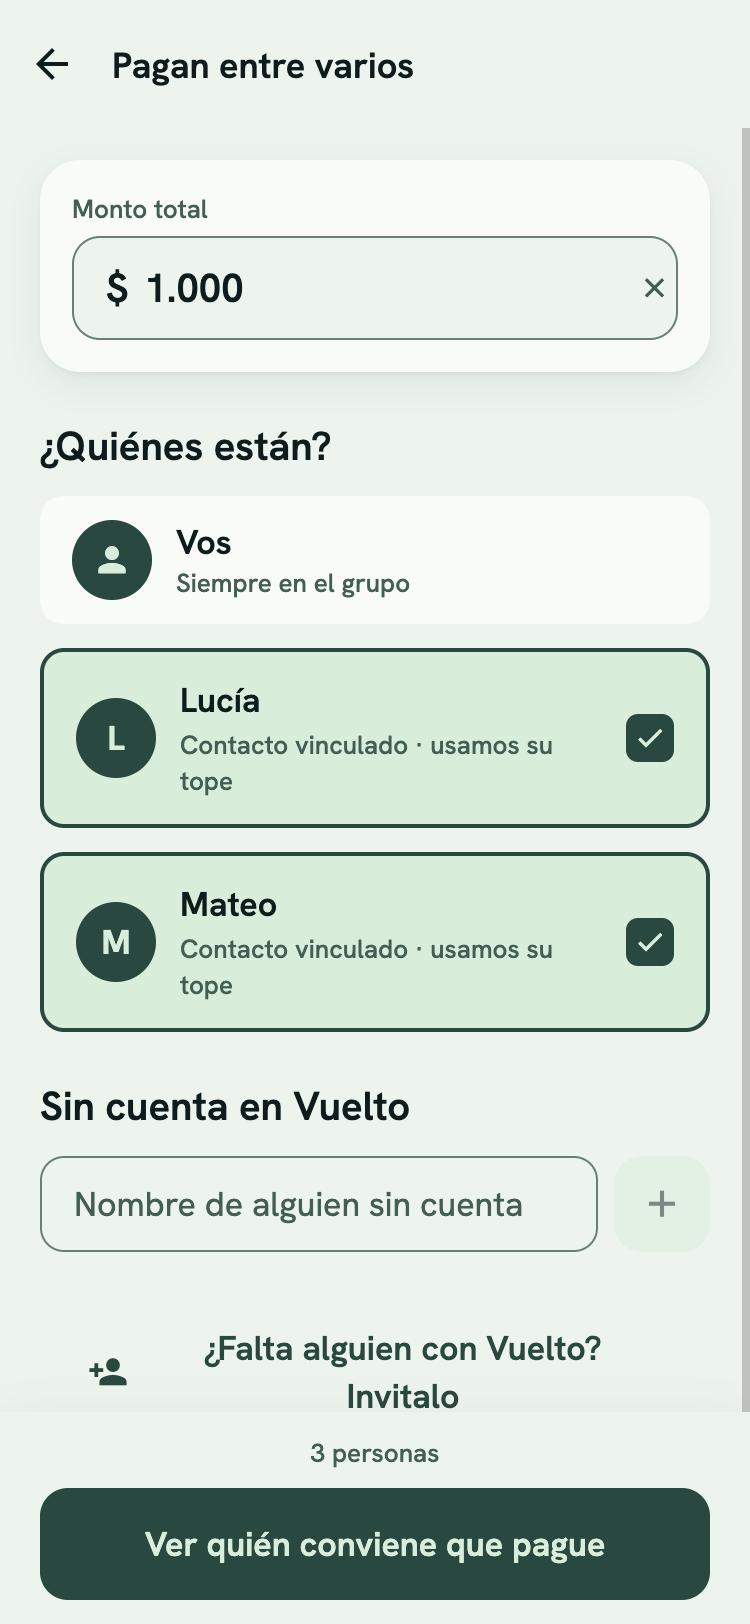 Pagan entre varios
Monto total
$ 1.000
¿Quiénes están?
Vos
Siempre en el grupo
L
Lucía
Contacto vinculado · usamos su
tope
M
Mateo
Contacto vinculado · usamos su
tope
Sin cuenta en Vuelto
Nombre de alguien sin cuenta
¿Falta alguien con Vuelto?
Invitalo
3 personas
Ver quién conviene que pague